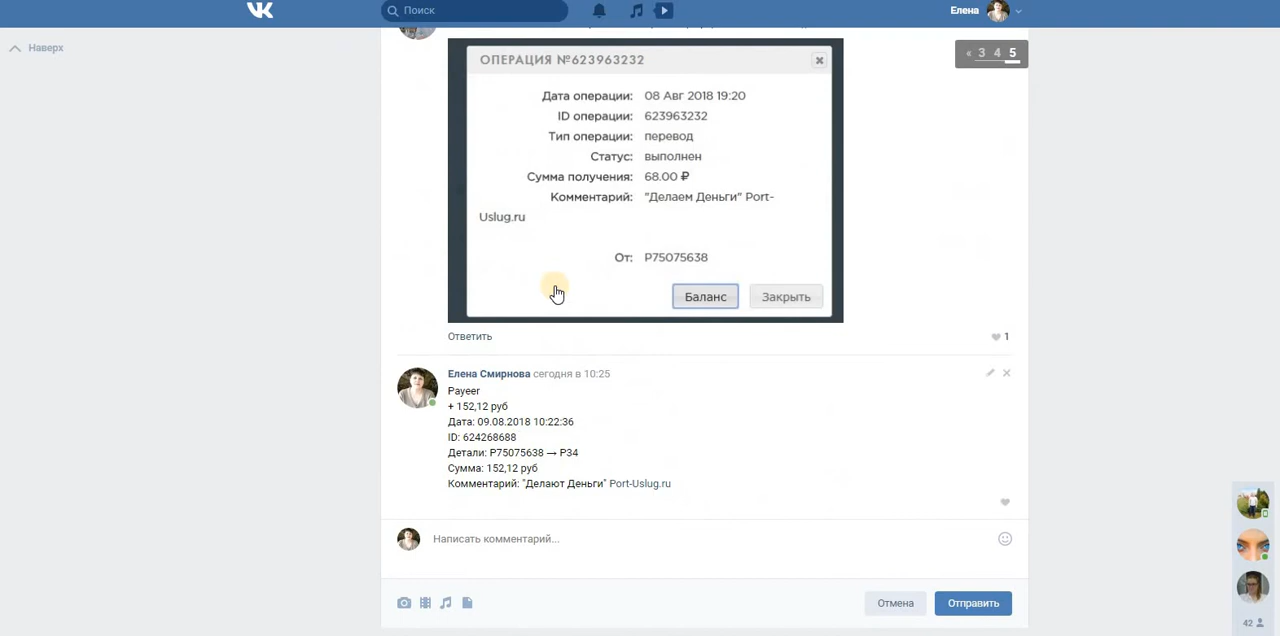 Поиск
Елена
Наверх
« 3 4 5
ОПЕРАЦИЯ №623963232
Дата операции: 08 Авг 2018 19:20
ID операции: 623963232
Тип операции: перевод
Статус: выполнен
Сумма получения: 68.00 ₽
Комментарий: "Делаем Деньги" Port-
Uslug.ru
От: P75075638
Баланс Закрыть
Ответить
1
Елена Смирнова сегодня в 10:25
Payeer
+ 152,12 руб
Дата: 09.08.2018 10:22:36
ID: 624268688
Детали: P75075638 → P34
Сумма: 152,12 руб
Комментарий: "Делают Деньги" Port-Uslug.ru
Написать комментарий...
Отмена Отправить
42